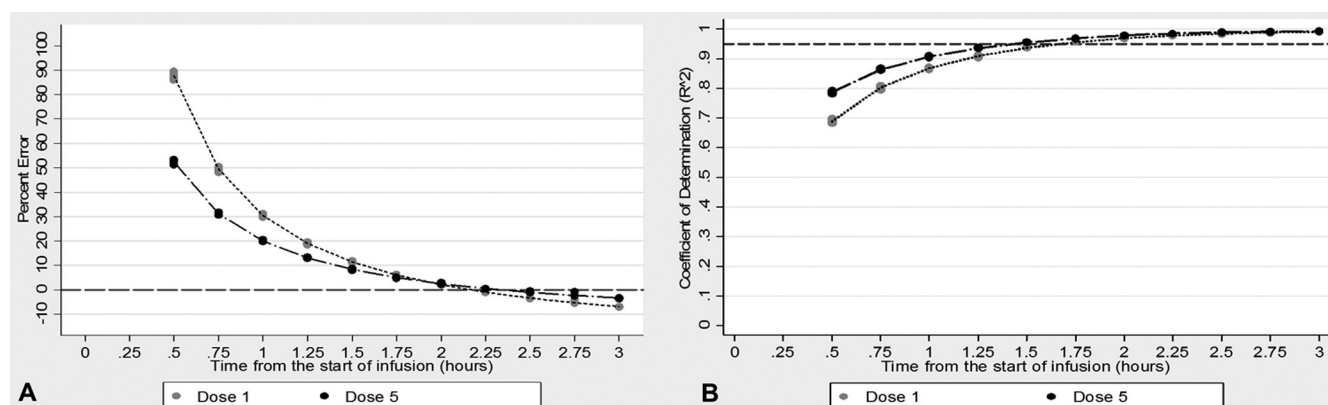 100
90
80
70
60
50
40
30
20
10
0
-10
Percent Error
0 .25 .5 .75 1 1.25 1.5 1.75 2 2.25 2.5 2.75 3
Time from the start of infusion (hours)
A
Dose 1 Dose 5
1
.9
.8
.7
.6
.5
.4
.3
.2
.1
0
Coefficient of Determination (R^2)
0 .25 .5 .75 1 1.25 1.5 1.75 2 2.25 2.5 2.75 3
Time from the start of infusion (hours)
B
Dose 1 Dose 5